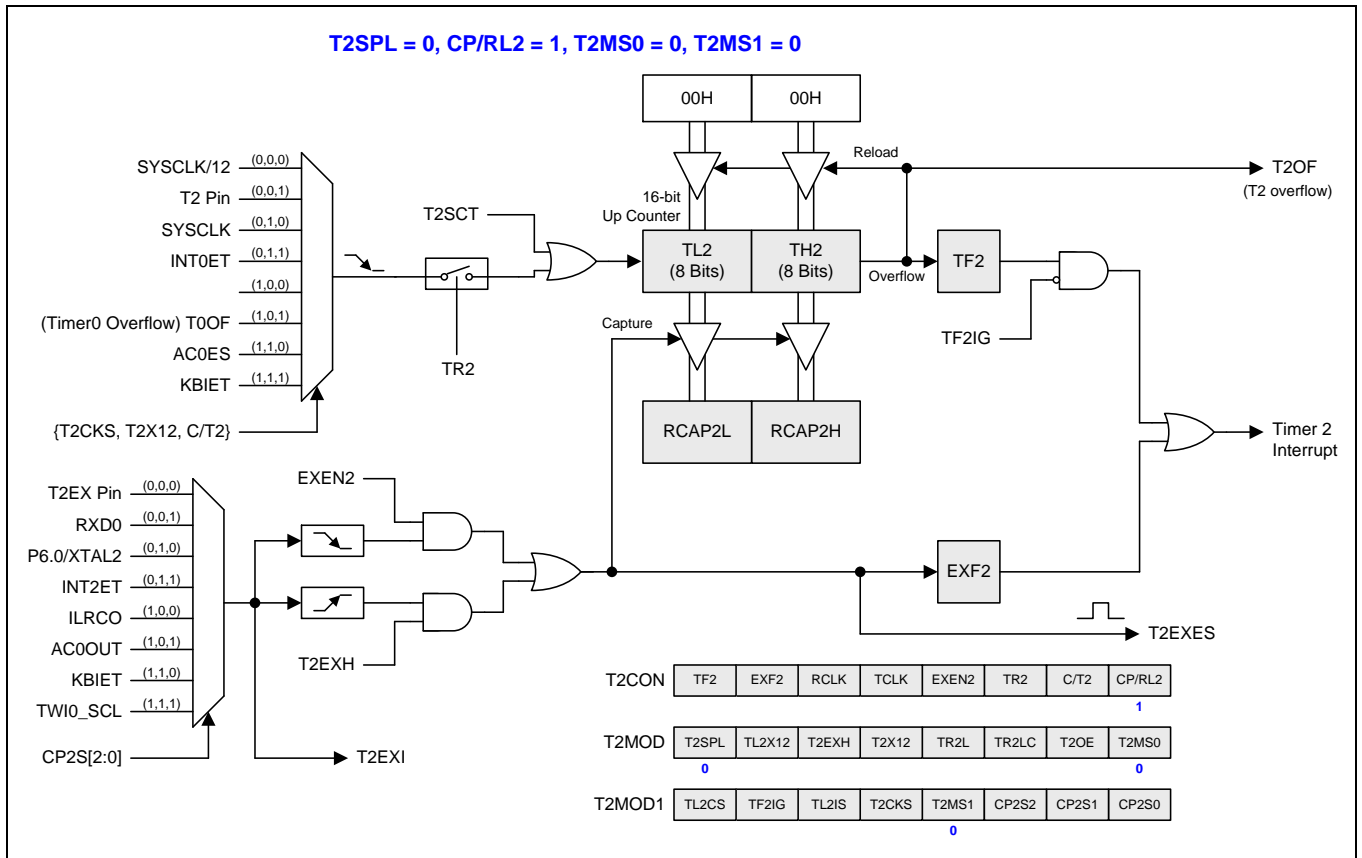 T2SPL = 0, CP/RL2 = 1, T2MS0 = 0, T2MS1 = 0
00H 00H
Reload
T2OF
(T2 overflow)
16-bit
Up Counter
SYSCLK/12 (0,0,0)
T2 Pin (0,0,1)
SYSCLK (0,1,0)
INT0ET (0,1,1)
(1,0,0)
(Timer0 Overflow) T0OF (1,0,1)
AC0ES (1,1,0)
KBIET (1,1,1)
{T2CKS, T2X12, C/T2}
T2SCT
TR2
TL2
(8 Bits)
TH2
(8 Bits)
Overflow
TF2
TF2IG
Capture
RCAP2L RCAP2H
Timer 2
Interrupt
T2EX Pin (0,0,0)
RXD0 (0,0,1)
P6.0/XTAL2 (0,1,0)
INT2ET (0,1,1)
ILRCO (1,0,0)
AC0OUT (1,0,1)
KBIET (1,1,0)
TWI0_SCL (1,1,1)
CP2S[2:0]
EXEN2
T2EXH
T2EXI
EXF2
T2EXES
T2CON TF2 EXF2 RCLK TCLK EXEN2 TR2 C/T2 CP/RL2
1
T2MOD T2SPL TL2X12 T2EXH T2X12 TR2L TR2LC T2OE T2MS0
0 0
T2MOD1 TL2CS TF2IG TL2IS T2CKS T2MS1 CP2S2 CP2S1 CP2S0
0